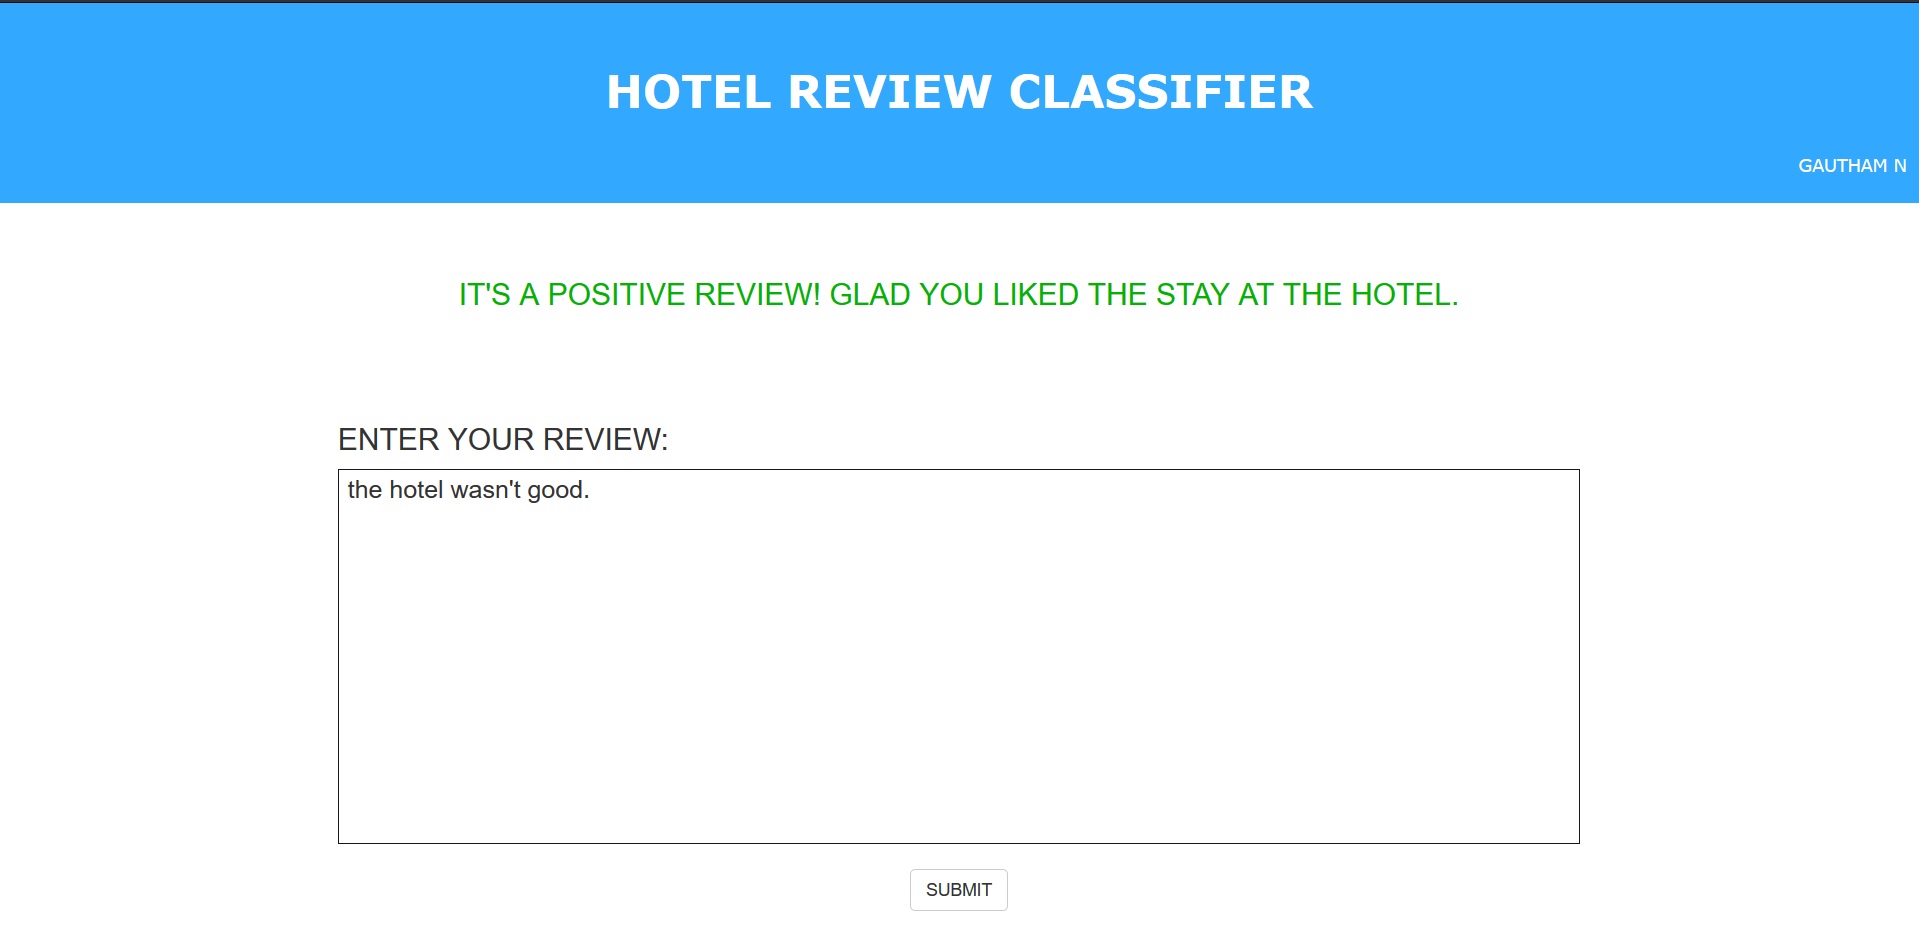 HOTEL REVIEW CLASSIFIER
GAUTHAM N
IT'S A POSITIVE REVIEW! GLAD YOU LIKED THE STAY AT THE HOTEL.
ENTER YOUR REVIEW:
the hotel wasn't good.
SUBMIT